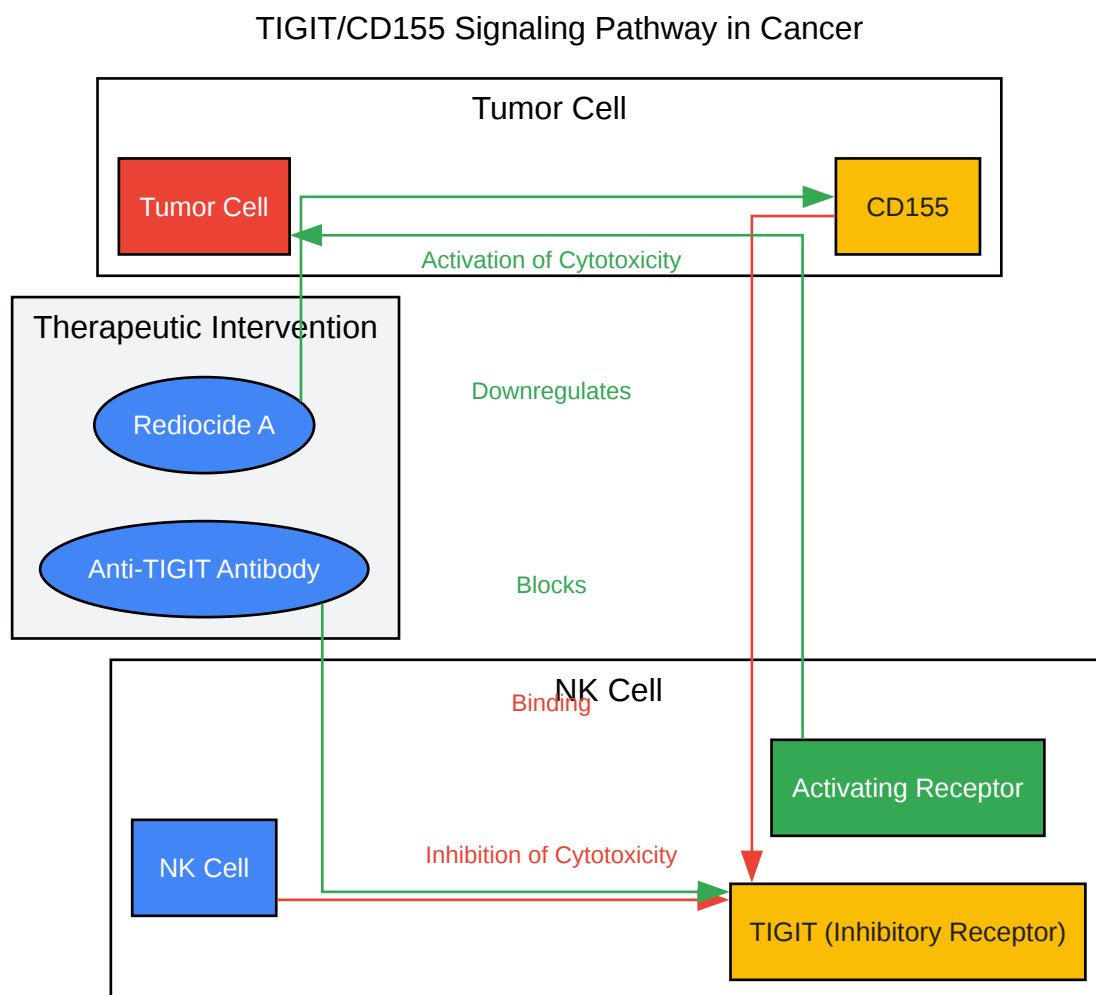 TIGIT/CD155 Signaling Pathway in Cancer
Tumor Cell
Tumor Cell
CD155
Activation of Cytotoxicity
Therapeutic Intervention
Downregulates
Rediocide A
Anti-TIGIT Antibody
Blocks
NK Cell
Binding
Activating Receptor
Inhibition of Cytotoxicity
NK Cell
TIGIT (Inhibitory Receptor)